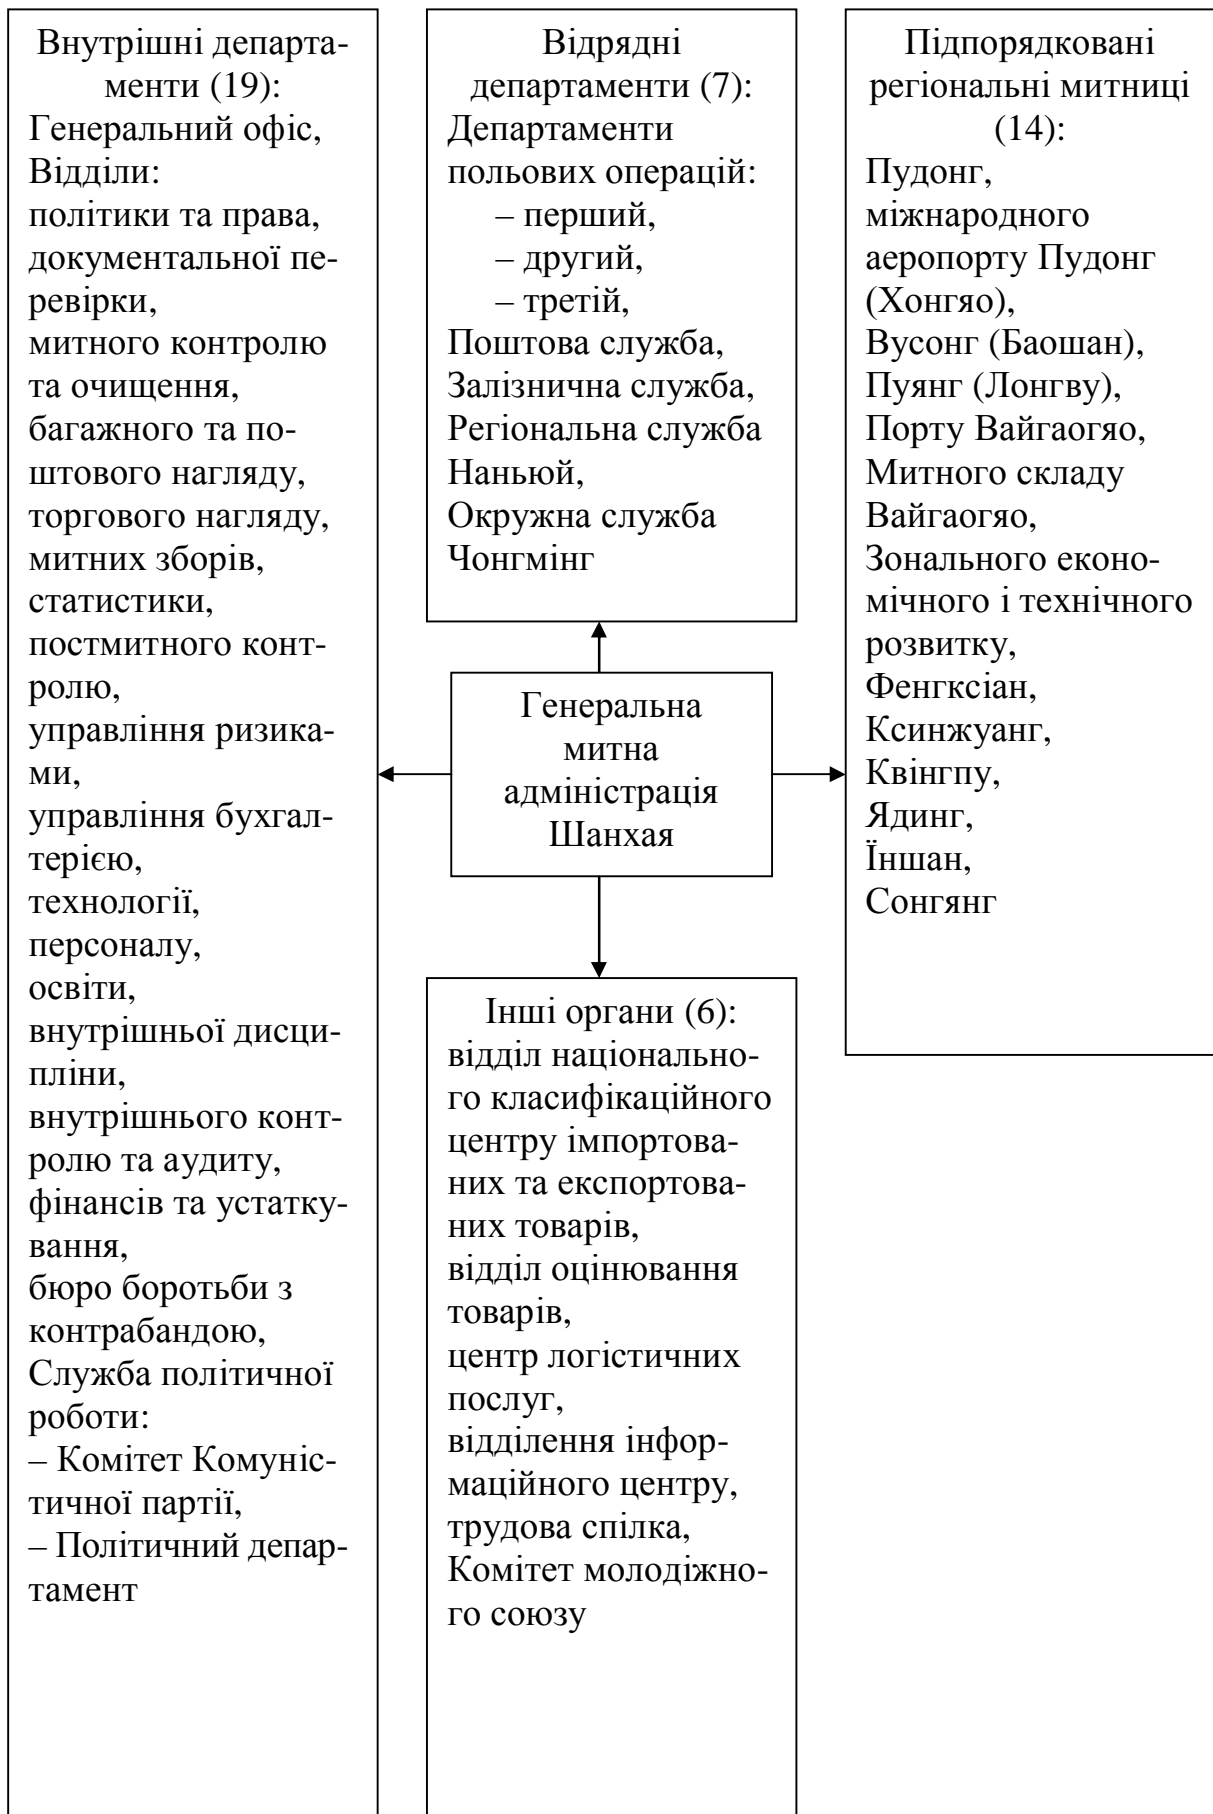 Внутрішні департа-
менти (19):
Генеральний офіс,
Відділи:
політики та права,
документальної пе-
ревірки,
митного контролю
та очищення,
багажного та по-
штового нагляду,
торгового нагляду,
митних зборів,
статистики,
постмитного конт-
ролю,
управління ризика-
ми,
управління бухгал-
терією,
технології,
персоналу,
освіти,
внутрішньої дисци-
пліни,
внутрішнього конт-
ролю та аудиту,
фінансів та устатку-
вання,
бюро боротьби з
контрабандою,
Служба політичної
роботи:
– Комітет Комуніс-
тичної партії,
– Політичний депар-
тамент
Відрядні
департаменти (7):
Департаменти
польових операцій:
– перший,
– другий,
– третій,
Поштова служба,
Залізнична служба,
Регіональна служба
Наньюй,
Окружна служба
Чонгмінг
Генеральна
митна
адміністрація
Шанхая
Інші органи (6):
відділ національно-
го класифікаційного
центру імпортова-
них та експортова-
них товарів,
відділ оцінювання
товарів,
центр логістичних
послуг,
відділення інфор-
маційного центру,
трудова спілка,
Комітет молодіжно-
го союзу
Підпорядковані
регіональні митниці
(14):
Пудонг,
міжнародного
аеропорту Пудонг
(Хонгяо),
Вусонг (Баошан),
Пуянг (Лонгву),
Порту Вайгаогяо,
Митного складу
Вайгаогяо,
Зонального еконо-
мічного і технічного
розвитку,
Фенгксіан,
Ксинжуанг,
Квінгпу,
Ядинг,
Їншан,
Сонгянг